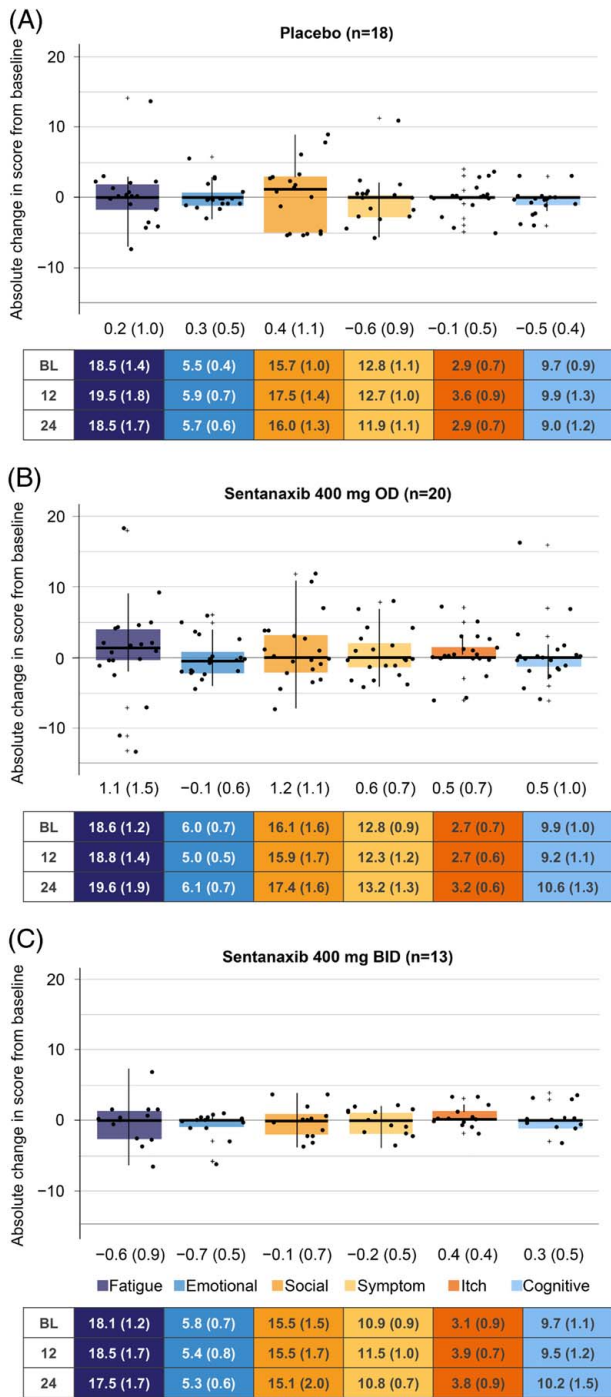 (A)
Placebo (n=18)
Absolute change in score from baseline
20
10
0
−10
0.2 (1.0) 0.3 (0.5) 0.4 (1.1) −0.6 (0.9) −0.1 (0.5) −0.5 (0.4)
BL 18.5 (1.4) 5.5 (0.4) 15.7 (1.0) 12.8 (1.1) 2.9 (0.7) 9.7 (0.9)
12 19.5 (1.8) 5.9 (0.7) 17.5 (1.4) 12.7 (1.0) 3.6 (0.9) 9.9 (1.3)
24 18.5 (1.7) 5.7 (0.6) 16.0 (1.3) 11.9 (1.1) 2.9 (0.7) 9.0 (1.2)
(B)
Sentanaxib 400 mg OD (n=20)
Absolute change in score from baseline
20
10
0
−10
1.1 (1.5) −0.1 (0.6) 1.2 (1.1) 0.6 (0.7) 0.5 (0.7) 0.5 (1.0)
BL 18.6 (1.2) 6.0 (0.7) 16.1 (1.6) 12.8 (0.9) 2.7 (0.7) 9.9 (1.0)
12 18.8 (1.4) 5.0 (0.5) 15.9 (1.7) 12.3 (1.2) 2.7 (0.6) 9.2 (1.1)
24 19.6 (1.9) 6.1 (0.7) 17.4 (1.6) 13.2 (1.3) 3.2 (0.6) 10.6 (1.3)
(C)
Sentanaxib 400 mg BID (n=13)
Absolute change in score from baseline
20
10
0
−10
−0.6 (0.9) −0.7 (0.5) −0.1 (0.7) −0.2 (0.5) 0.4 (0.4) 0.3 (0.5)
Fatigue Emotional Social Symptom Itch Cognitive
BL 18.1 (1.2) 5.8 (0.7) 15.5 (1.5) 10.9 (0.9) 3.1 (0.9) 9.7 (1.1)
12 18.5 (1.7) 5.4 (0.8) 15.5 (1.7) 11.5 (1.0) 3.9 (0.7) 9.5 (1.2)
24 17.5 (1.7) 5.3 (0.6) 15.1 (2.0) 10.8 (0.7) 3.8 (0.9) 10.2 (1.5)